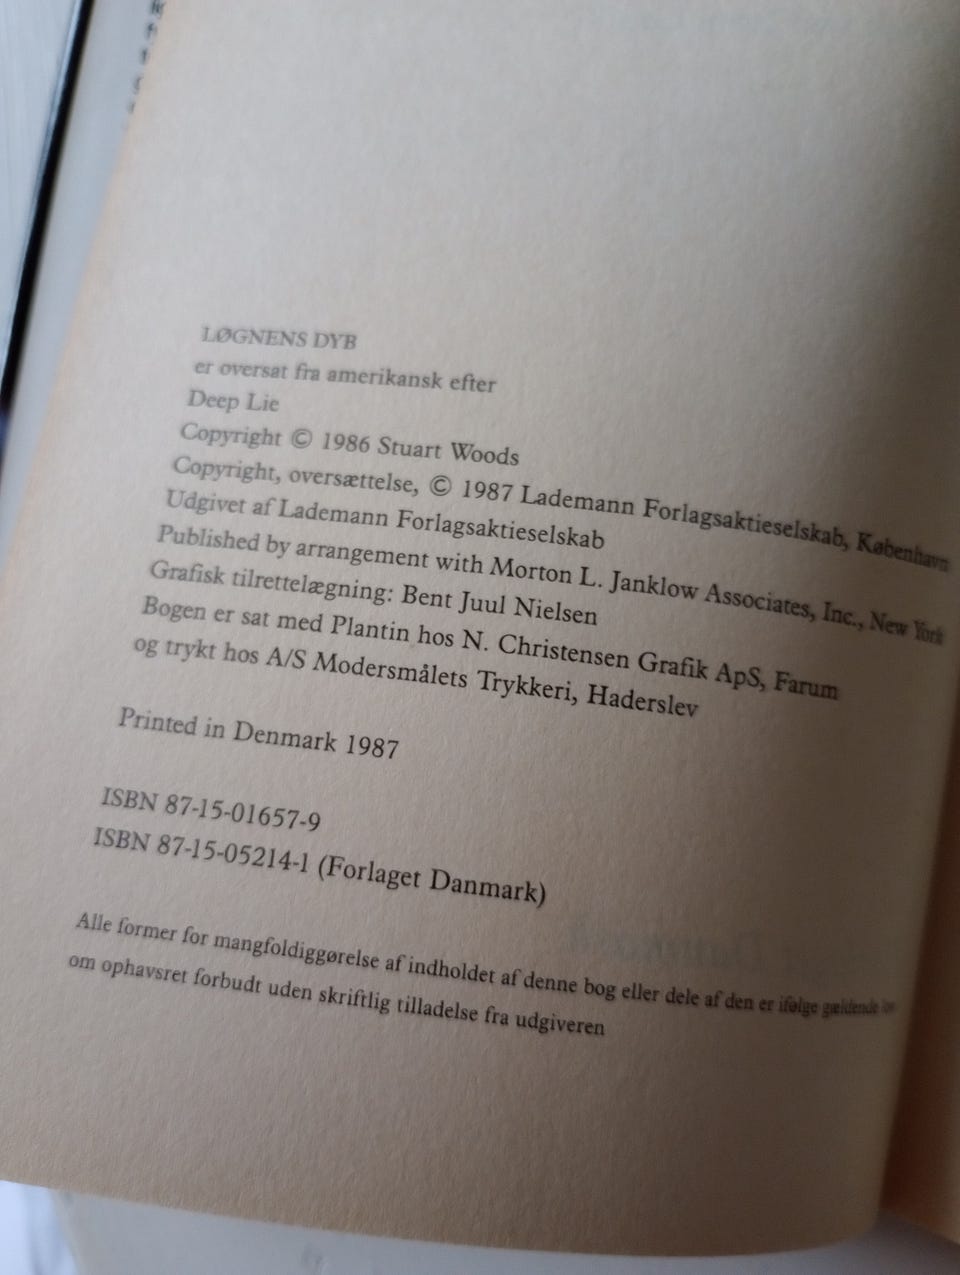 LØGNENS DYB
er oversat fra amerikansk efter
Deep Lie
Copyright © 1986 Stuart Woods
Copyright, oversættelse, © 1987 Lademann Forlagsaktieselskab, København
Udgivet af Lademann Forlagsaktieselskab
Published by arrangement with Morton L. Janklow Associates, Inc., New York
Grafisk tilrettelægning: Bent Juul Nielsen
Bogen er sat med Plantin hos N. Christensen Grafik ApS, Farum
og trykt hos A/S Modersmålets Trykkeri, Haderslev
Printed in Denmark 1987
ISBN 87-15-01657-9
ISBN 87-15-05214-1 (Forlaget Danmark)
Alle former for mangfoldiggørelse af indholdet af denne bog eller dele af den er ifølge gældende
om ophavsret forbudt uden skriftlig tilladelse fra udgiveren